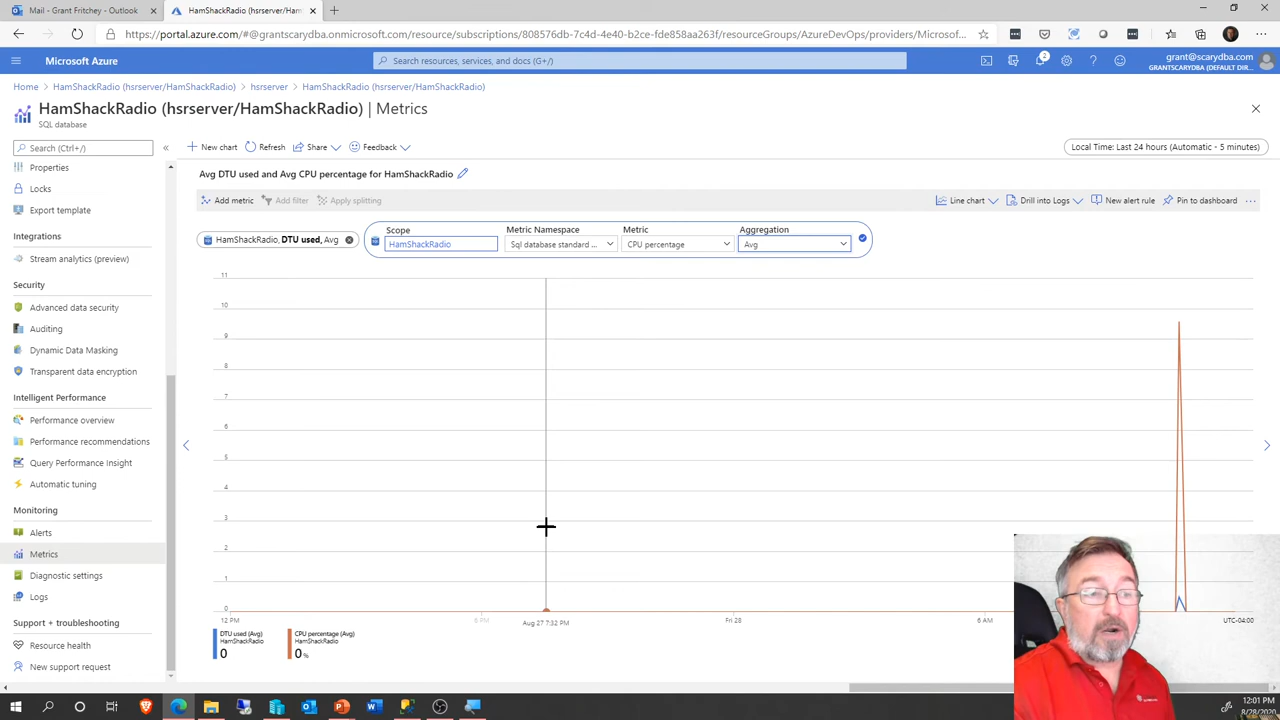 Mail - Grant Fritchey - Outlook
HamShackRadio (hsrserver/Ham
https://portal.azure.com/#@grantscarydba.onmicrosoft.com/resource/subscriptions/808576db-7c4d-4e40-b2ce-fde858aa263f/resourceGroups/AzureDevOps/providers/Microsof...
Microsoft Azure
Search resources, services, and docs (G+/)
2
grant@scarydba.com
GRANTSCARYDBA (DEFAULT DIR...
Home > HamShackRadio (hsrserver/HamShackRadio) > hsrserver > HamShackRadio (hsrserver/HamShackRadio)
HamShackRadio (hsrserver/HamShackRadio) | Metrics
SQL database
Search (Ctrl+/)
«
New chart
Refresh
Share
Feedback
Local Time: Last 24 hours (Automatic - 5 minutes)
Properties
Locks
Export template
Integrations
Stream analytics (preview)
Security
Advanced data security
Auditing
Dynamic Data Masking
Transparent data encryption
Intelligent Performance
Performance overview
Performance recommendations
Query Performance Insight
Automatic tuning
Monitoring
Alerts
Metrics
Diagnostic settings
Logs
Support + troubleshooting
Resource health
New support request
Avg DTU used and Avg CPU percentage for HamShackRadio
Add metric
Add filter
Apply splitting
Line chart
Drill into Logs
New alert rule
Pin to dashboard
...
HamShackRadio, DTU used, Avg
Scope
HamShackRadio
Metric Namespace
Sql database standard ...
Metric
CPU percentage
Aggregation
Avg
11
10
9
8
7
6
5
4
3
2
1
0
12 PM
6 PM
Aug 27 7:32 PM
Fri 28
6 AM
UTC-04:00
DTU used (Avg)
HamShackRadio
0
CPU percentage (Avg)
HamShackRadio
0 %
12:01 PM
8/28/2020